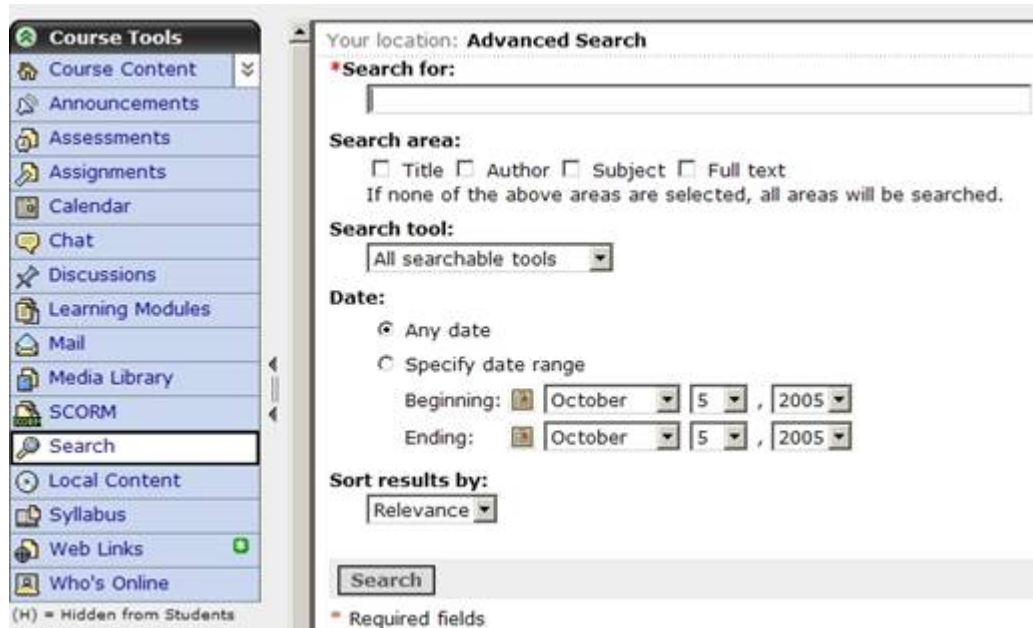 Course Tools
Course Content
Announcements
Assessments
Assignments
Calendar
Chat
Discussions
Learning Modules
Mail
Media Library
SCORM
Search
Local Content
Syllabus
Web Links
Who's Online
(H) = Hidden from Students
Your location: Advanced Search
*Search for:
Search area:
Title Author Subject Full text
If none of the above areas are selected, all areas will be searched.
Search tool:
All searchable tools
Date:
Any date
Specify date range
Beginning: October 5 , 2005
Ending: October 5 , 2005
Sort results by:
Relevance
Search
* Required fields